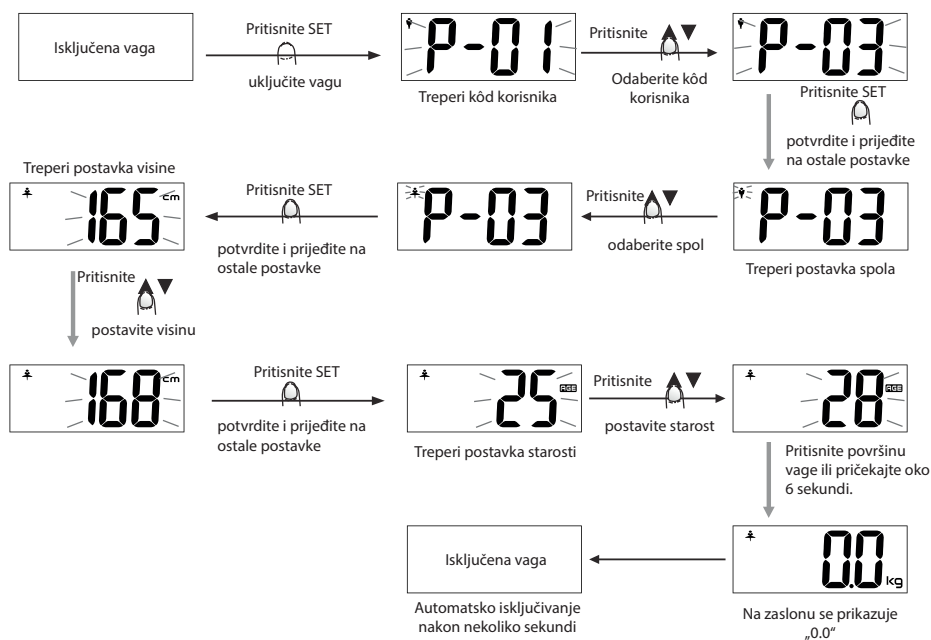 Isključena vaga
Pritisnite SET
uključite vagu
P-01
Treperi kôd korisnika
Pritisnite
Odaberite kôd
korisnika
P-03
Pritisnite SET
potvrdite i prijeđite
na ostale postavke
P-03
Treperi postavka spola
Pritisnite
odaberite spol
P-03
Pritisnite SET
potvrdite i prijeđite na
ostale postavke
Treperi postavka visine
165 cm
Pritisnite
postavite visinu
168 cm
Pritisnite SET
potvrdite i prijeđite na
ostale postavke
25 AGE
Treperi postavka starosti
Pritisnite
postavite starost
28 AGE
Pritisnite površinu
vage ili pričekajte oko
6 sekundi.
0.0 kg
Na zaslonu se prikazuje
„0.0“
Isključena vaga
Automatsko isključivanje
nakon nekoliko sekundi